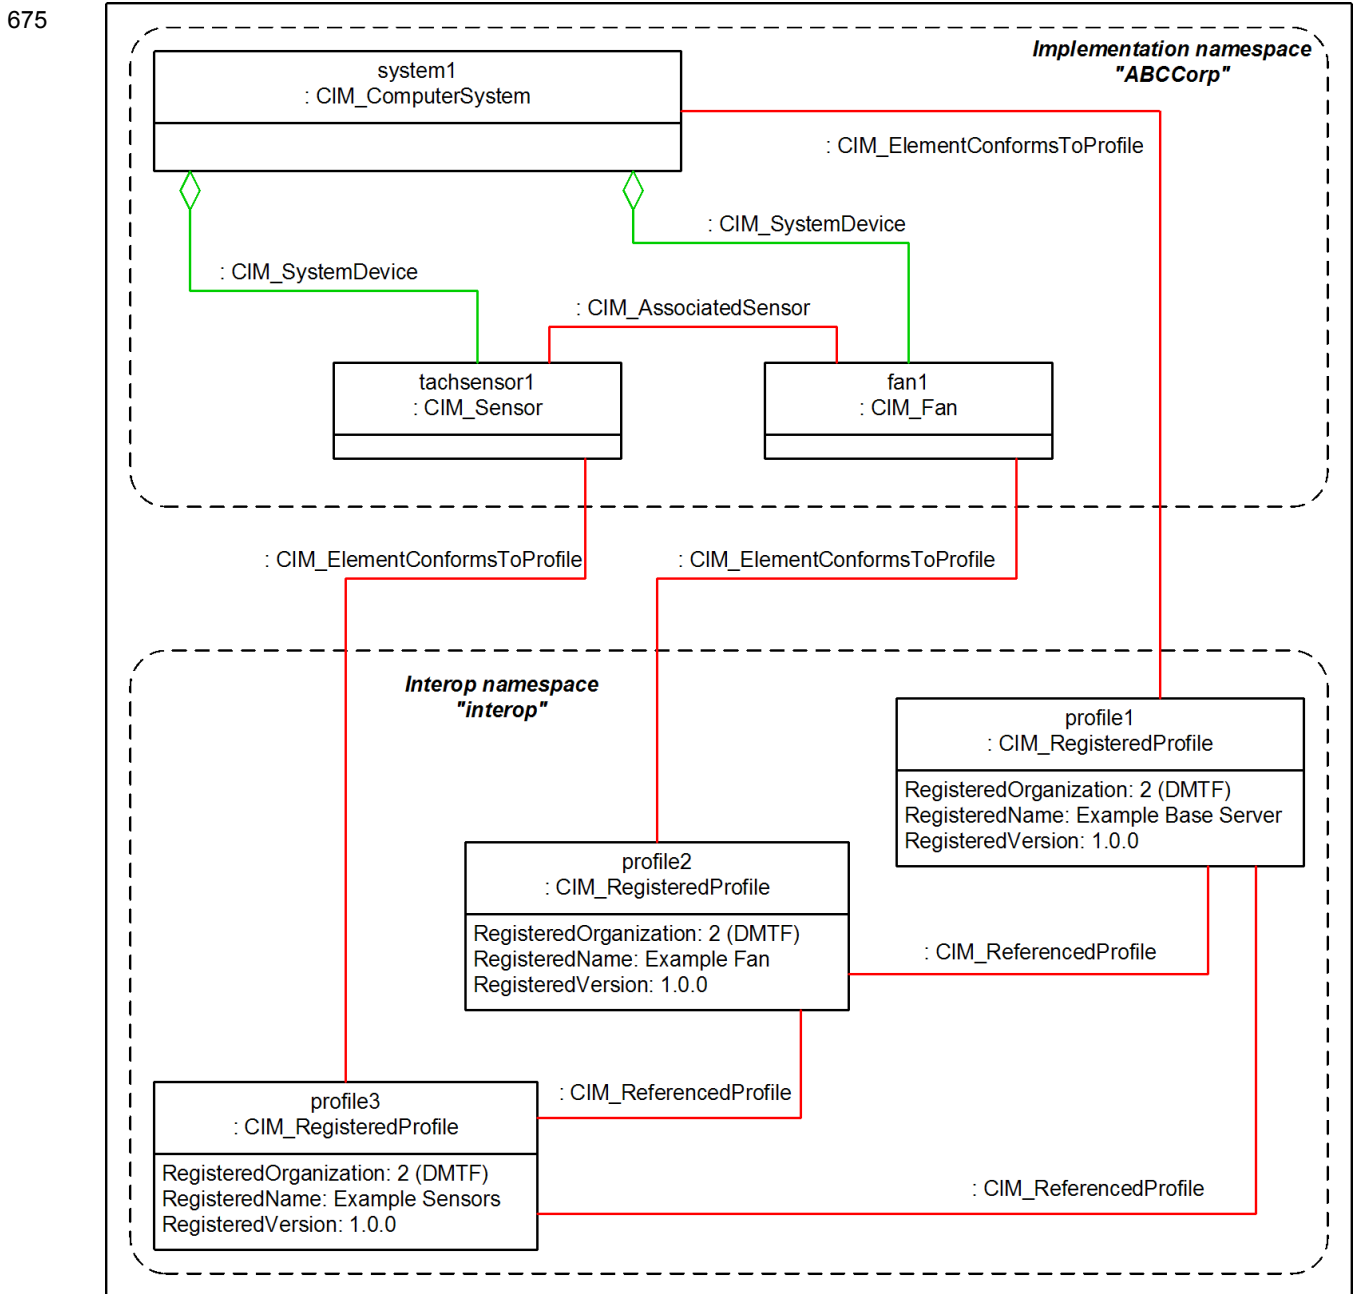 675
Implementation namespace
"ABCCorp"
system1
: CIM_ComputerSystem
: CIM_ElementConformsToProfile
: CIM_SystemDevice
: CIM_SystemDevice
: CIM_AssociatedSensor
tachsensor1
: CIM_Sensor
fan1
: CIM_Fan
: CIM_ElementConformsToProfile
: CIM_ElementConformsToProfile
Interop namespace
"interop"
profile1
: CIM_RegisteredProfile
RegisteredOrganization: 2 (DMTF)
RegisteredName: Example Base Server
RegisteredVersion: 1.0.0
profile2
: CIM_RegisteredProfile
RegisteredOrganization: 2 (DMTF)
RegisteredName: Example Fan
RegisteredVersion: 1.0.0
: CIM_ReferencedProfile
: CIM_ReferencedProfile
profile3
: CIM_RegisteredProfile
RegisteredOrganization: 2 (DMTF)
RegisteredName: Example Sensors
RegisteredVersion: 1.0.0
: CIM_ReferencedProfile